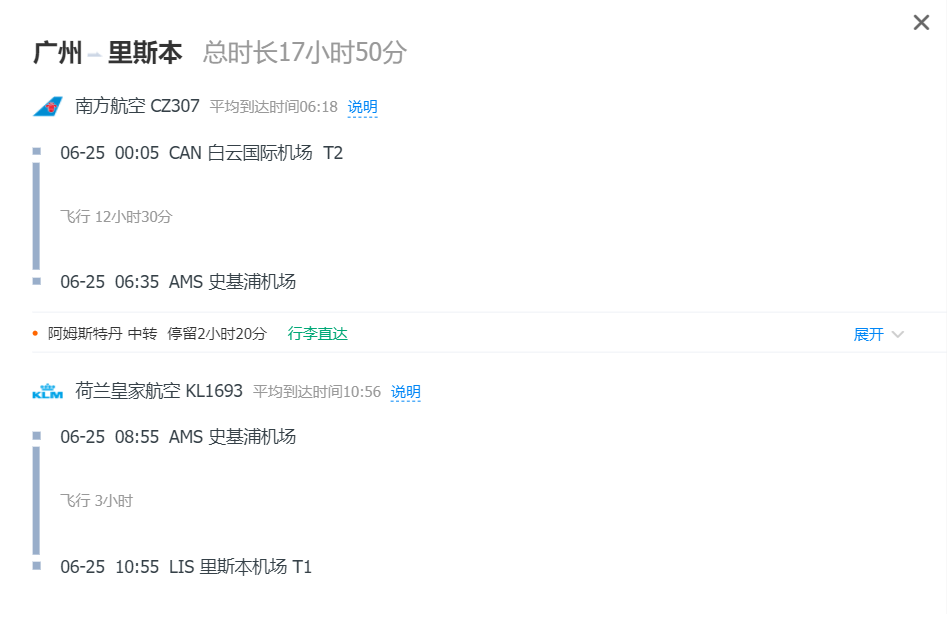 广州 里斯本 总时长17小时50分
南方航空 CZ307 平均到达时间06:18 说明
06-25 00:05 CAN 白云国际机场 T2
飞行 12小时30分
06-25 06:35 AMS 史基浦机场
阿姆斯特丹 中转 停留2小时20分 行李直达 展开
KLM 荷兰皇家航空 KL1693 平均到达时间10:56 说明
06-25 08:55 AMS 史基浦机场
飞行 3小时
06-25 10:55 LIS 里斯本机场 T1